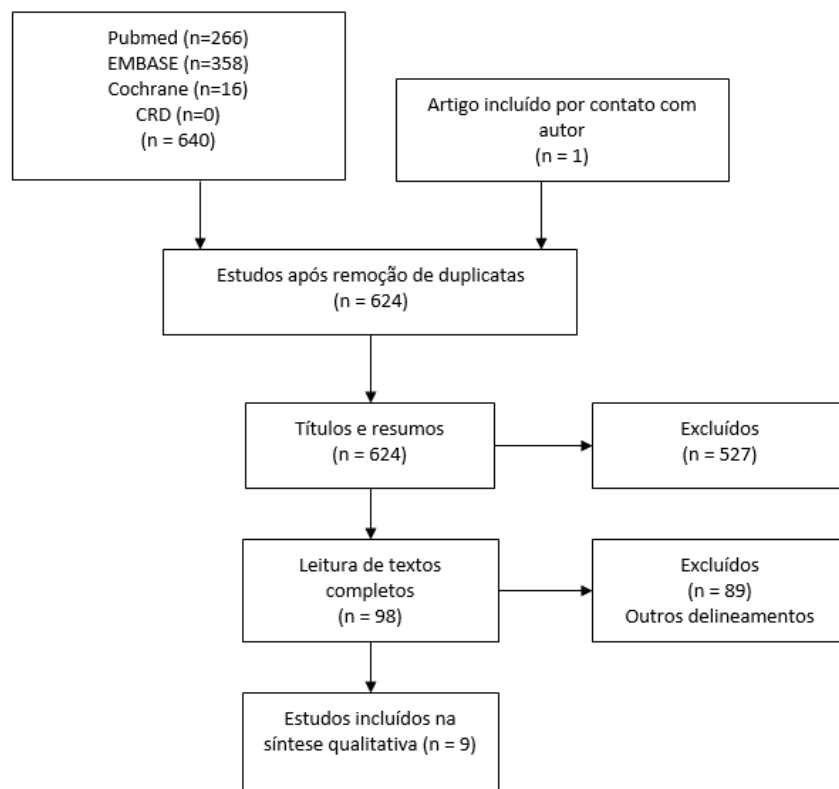 Pubmed (n=266)
EMBASE (n=358)
Cochrane (n=16)
CRD (n=0)
(n = 640)
Artigo incluído por contato com
autor
(n = 1)
Estudos após remoção de duplicatas
(n = 624)
Títulos e resumos
(n = 624)
Excluídos
(n = 527)
Leitura de textos
completos
(n = 98)
Excluídos
(n = 89)
Outros delineamentos
Estudos incluídos na
síntese qualitativa (n = 9)